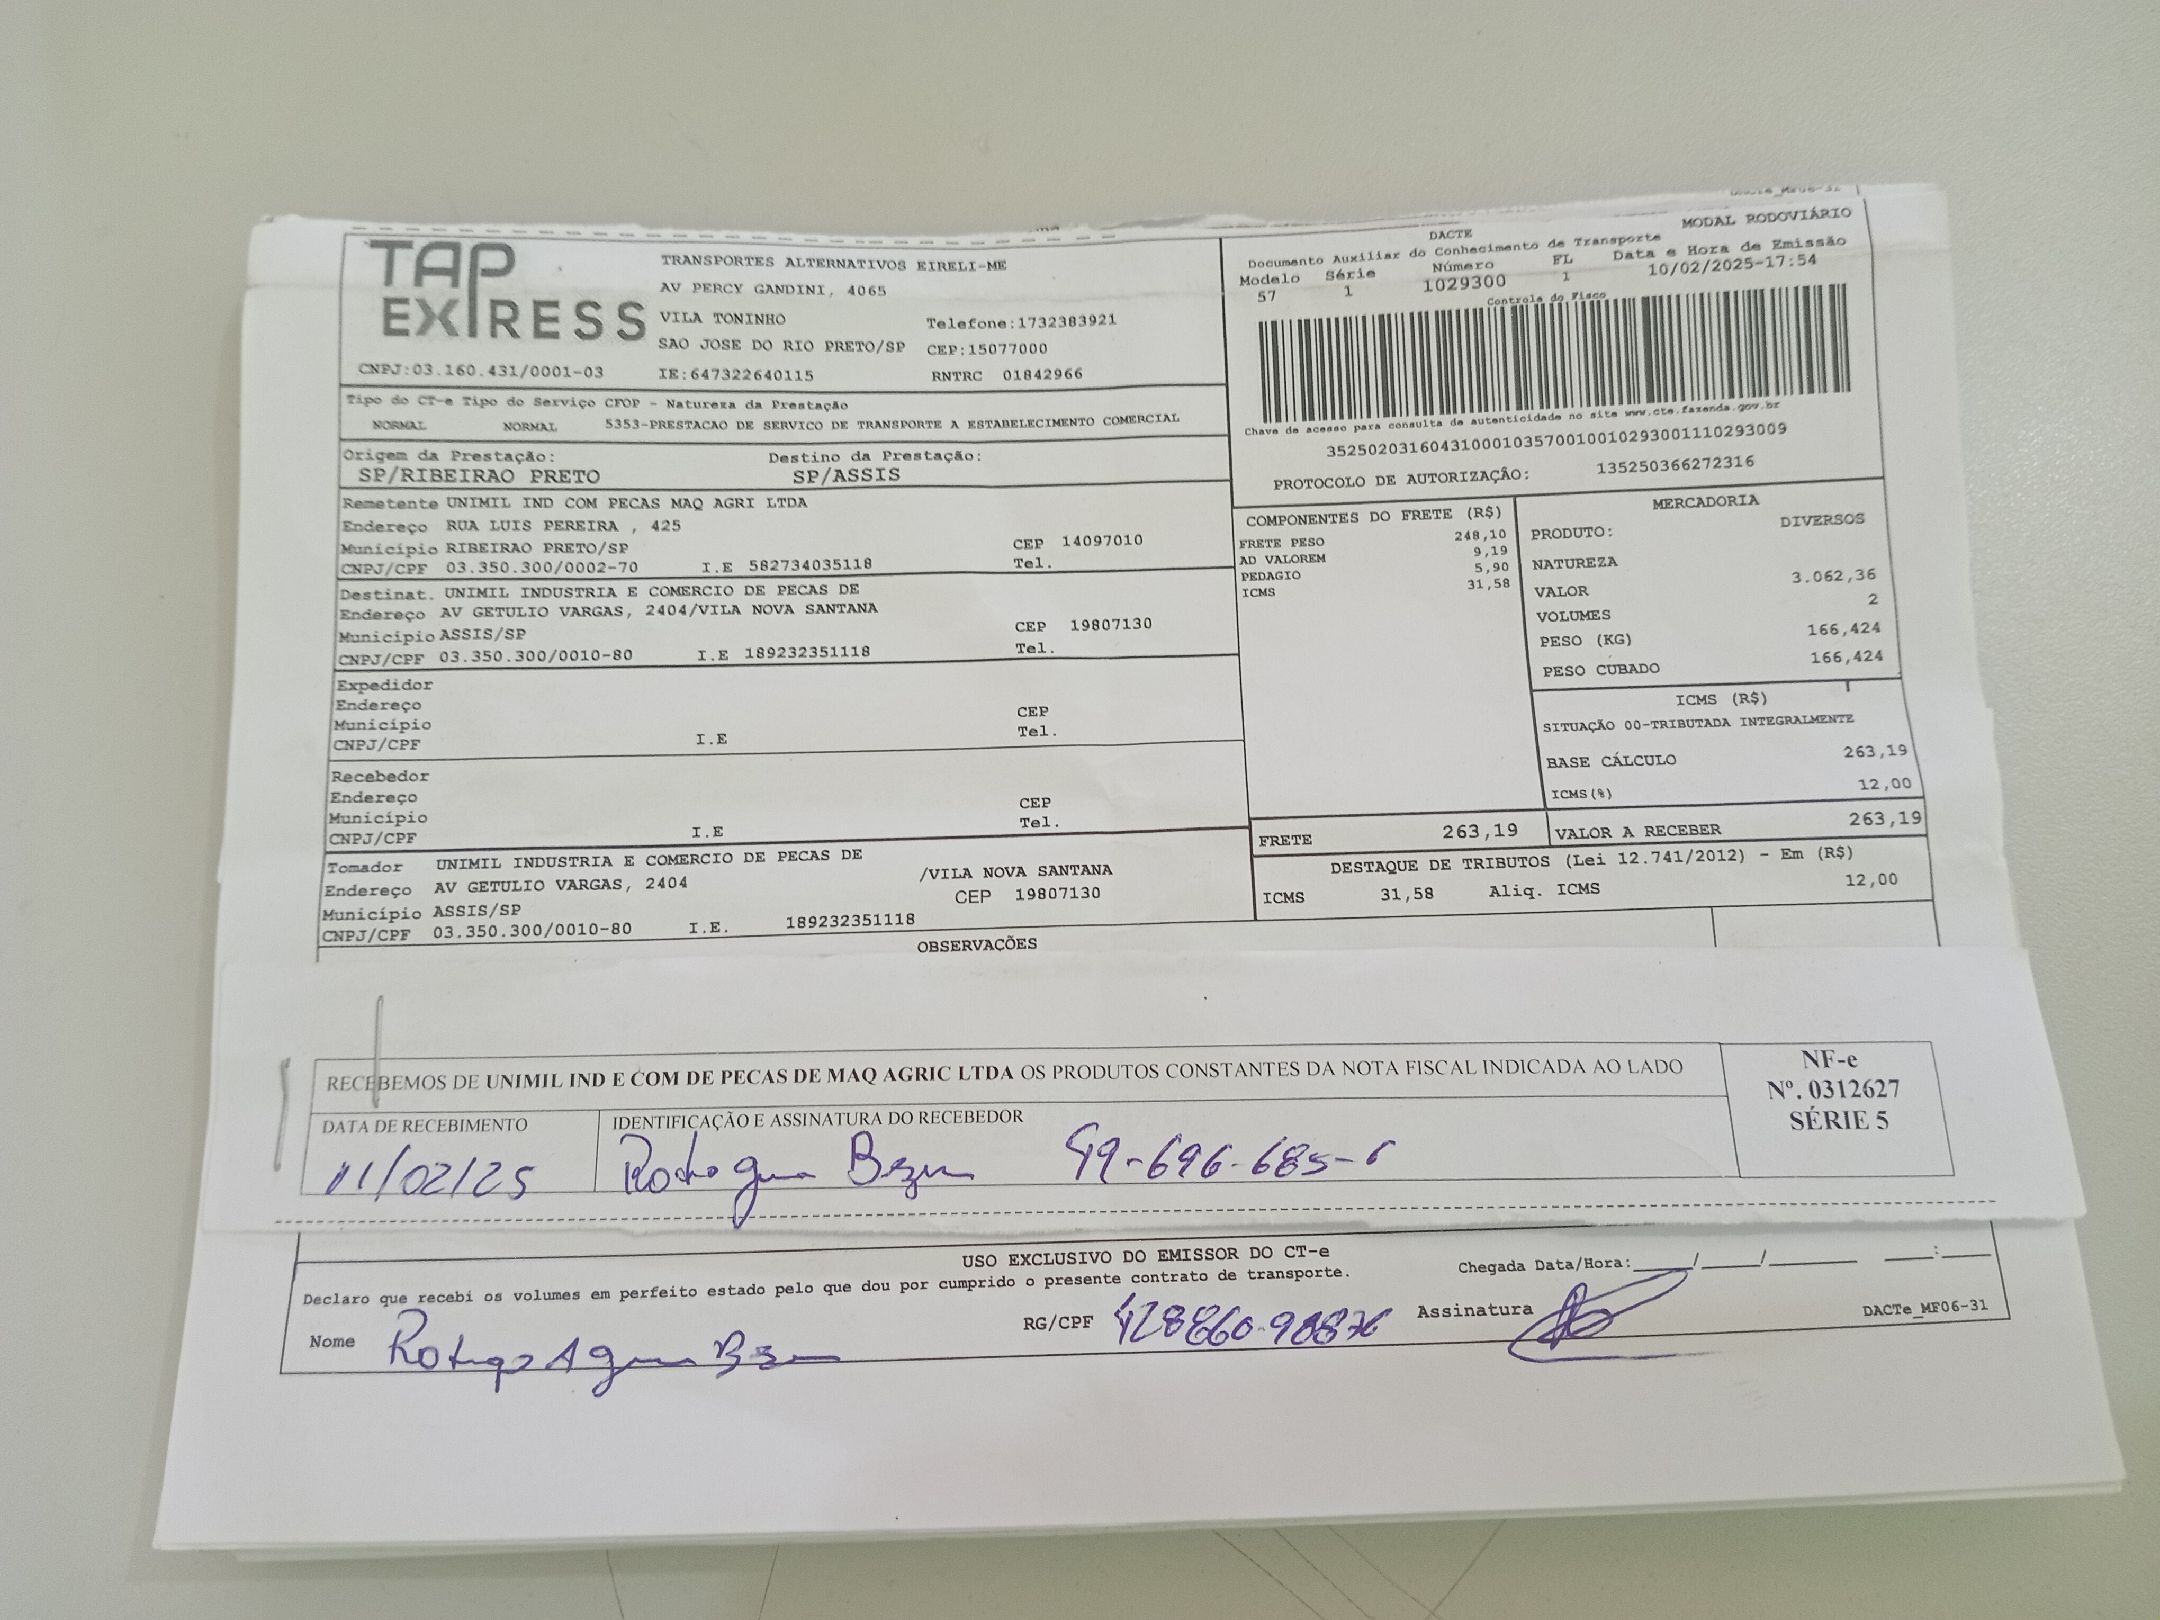 TAP EXPRESS
TRANSPORTES ALTERNATIVOS EIRELI-ME
AV PERCY GANDINI, 4065
VILA TONINHO Telefone:1732383921
SAO JOSE DO RIO PRETO/SP CEP:15077000
CNPJ:03.160.431/0001-03 IE:647322640115 RNTRC 01842966
MODAL RODOVIÁRIO
DACTE
Documento Auxiliar do Conhecimento de Transporte
Modelo Série Número FL Data e Hora de Emissão
57 1 1029300 1 10/02/2025-17:54
Controle do Fisco
Chave de acesso para consulta de autenticidade no site www.cte.fazenda.gov.br
35250203160431000103570010010293001110293009
PROTOCOLO DE AUTORIZAÇÃO: 135250366272316
Tipo do CT-e Tipo do Serviço CFOP - Natureza da Prestação
NORMAL NORMAL 5353-PRESTACAO DE SERVICO DE TRANSPORTE A ESTABELECIMENTO COMERCIAL
Origem da Prestação: Destino da Prestação:
SP/RIBEIRAO PRETO SP/ASSIS
Remetente UNIMIL IND COM PECAS MAQ AGRI LTDA
Endereço RUA LUIS PEREIRA , 425
Município RIBEIRAO PRETO/SP CEP 14097010
CNPJ/CPF 03.350.300/0002-70 I.E 582734035118 Tel.
Destinat. UNIMIL INDUSTRIA E COMERCIO DE PECAS DE
Endereço AV GETULIO VARGAS, 2404/VILA NOVA SANTANA
Município ASSIS/SP CEP 19807130
CNPJ/CPF 03.350.300/0010-80 I.E 189232351118 Tel.
Expedidor
Endereço
Município CEP
CNPJ/CPF I.E Tel.
Recebedor
Endereço
Município CEP
CNPJ/CPF I.E Tel.
Tomador UNIMIL INDUSTRIA E COMERCIO DE PECAS DE
Endereço AV GETULIO VARGAS, 2404 /VILA NOVA SANTANA
Município ASSIS/SP CEP 19807130
CNPJ/CPF 03.350.300/0010-80 I.E. 189232351118
COMPONENTES DO FRETE (R$)
FRETE PESO 248,10
AD VALOREM 9,19
PEDAGIO 5,90
ICMS 31,58
MERCADORIA
PRODUTO: DIVERSOS
NATUREZA
VALOR 3.062,36
VOLUMES 2
PESO (KG) 166,424
PESO CUBADO 166,424
ICMS (R$)
SITUAÇÃO 00-TRIBUTADA INTEGRALMENTE
BASE CÁLCULO 263,19
ICMS(%) 12,00
FRETE 263,19 VALOR A RECEBER 263,19
DESTAQUE DE TRIBUTOS (Lei 12.741/2012) - Em (R$)
ICMS 31,58 Aliq. ICMS 12,00
OBSERVAÇÕES
RECEBEMOS DE UNIMIL IND E COM DE PECAS DE MAQ AGRIC LTDA OS PRODUTOS CONSTANTES DA NOTA FISCAL INDICADA AO LADO
NF-e
Nº. 0312627
SÉRIE 5
DATA DE RECEBIMENTO IDENTIFICAÇÃO E ASSINATURA DO RECEBEDOR
11/02/25
USO EXCLUSIVO DO EMISSOR DO CT-e
Declaro que recebi os volumes em perfeito estado pelo que dou por cumprido o presente contrato de transporte.
Chegada Data/Hora:____/____/______ ___:___
Nome RG/CPF Assinatura
DACTe_MF06-31